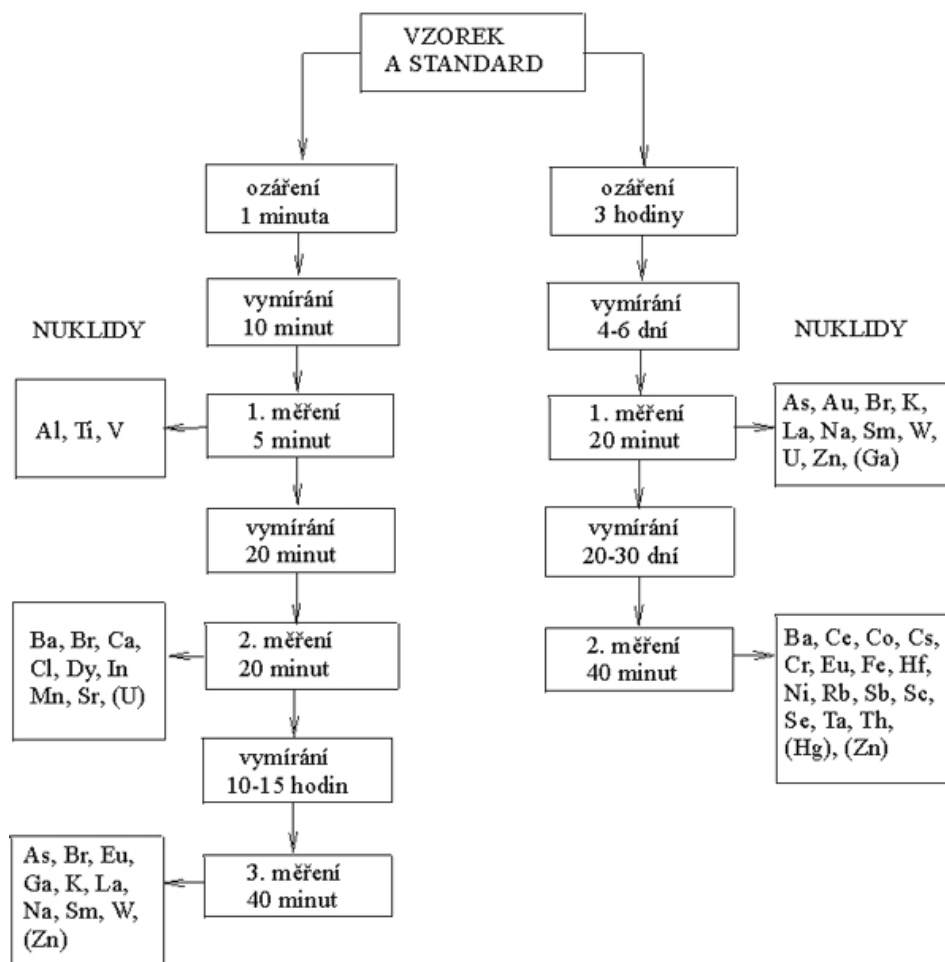 VZOREK
A STANDARD
ozáření
1 minuta
vymírání
10 minut
NUKLIDY
1. měření
5 minut
Al, Ti, V
vymírání
20 minut
2. měření
20 minut
Ba, Br, Ca,
Cl, Dy, In
Mn, Sr, (U)
vymírání
10-15 hodin
3. měření
40 minut
As, Br, Eu,
Ga, K, La,
Na, Sm, W,
(Zn)
ozáření
3 hodiny
vymírání
4-6 dní
NUKLIDY
1. měření
20 minut
As, Au, Br, K,
La, Na, Sm, W,
U, Zn, (Ga)
vymírání
20-30 dní
2. měření
40 minut
Ba, Ce, Co, Cs,
Cr, Eu, Fe, Hf,
Ni, Rb, Sb, Sc,
Se, Ta, Th,
(Hg), (Zn)